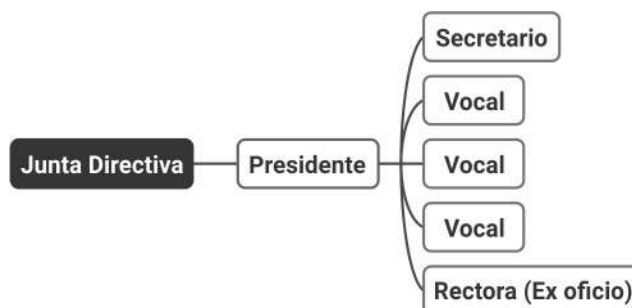 Junta Directiva
Presidente
Secretario
Vocal
Vocal
Vocal
Rectora (Ex oficio)